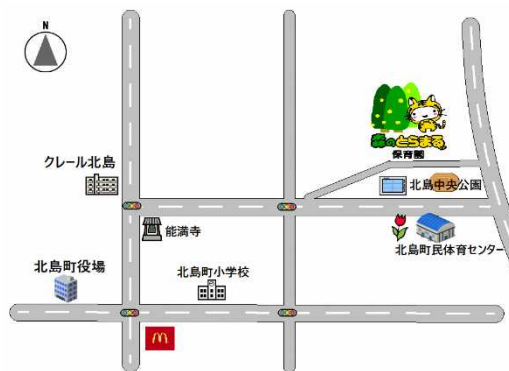 N
森のとらまる
保育園
クレール北島
北島中央公園
能満寺
北島町民体育センター
北島町役場
北島町小学校